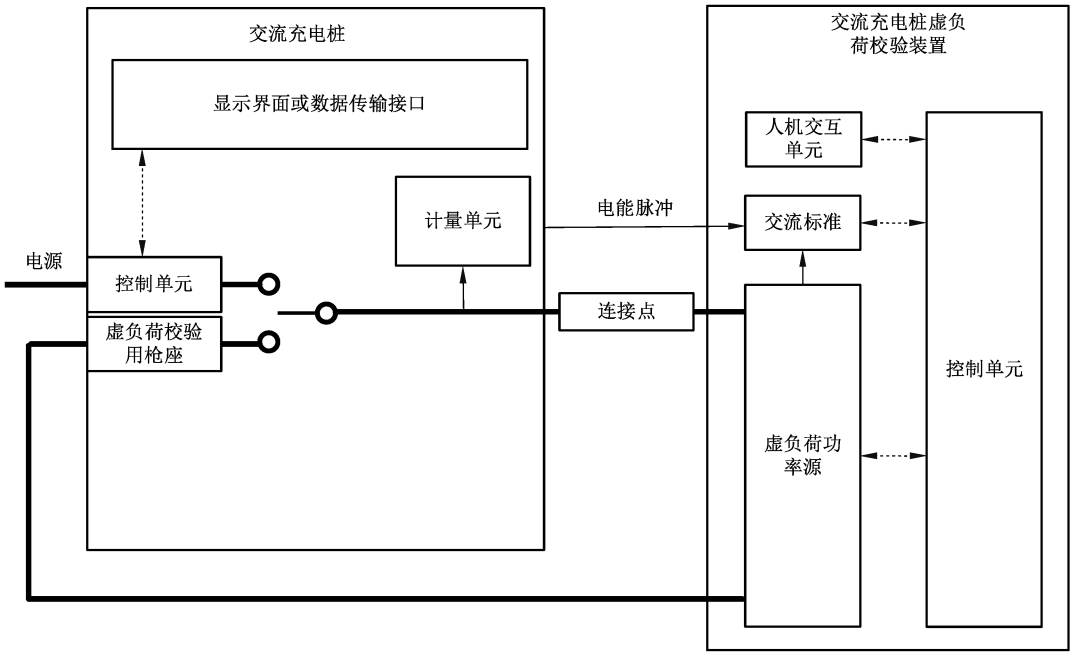 交流充电桩
显示界面或数据传输接口
计量单元
电源
控制单元
虚负荷校验
用枪座
电能脉冲
连接点
交流充电桩虚负
荷校验装置
人机交互
单元
交流标准
虚负荷功
率源
控制单元